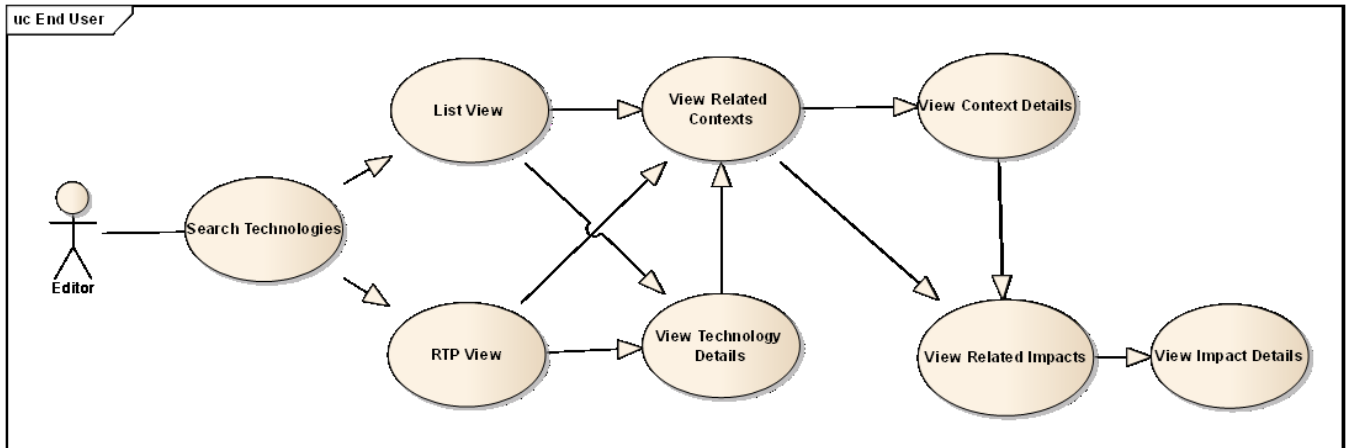 uc End User
List View
View Related
Contexts
View Context Details
Search Technologies
Editor
RTP View
View Technology
Details
View Related Impacts
View Impact Details